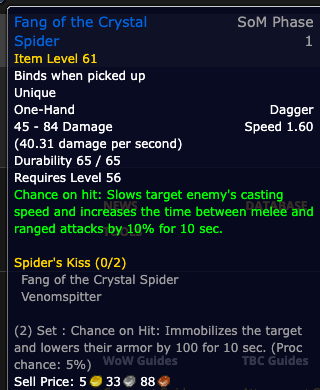 Fang of the Crystal Spider SoM Phase 1
Item Level 61
Binds when picked up
Unique
One-Hand Dagger
45 - 84 Damage Speed 1.60
(40.31 damage per second)
Durability 65 / 65
Requires Level 56
Chance on hit: Slows target enemy's casting
speed and increases the time between melee and
ranged attacks by 10% for 10 sec.
NEWS DATABASE
TOOLS
Spider's Kiss (0/2)
Fang of the Crystal Spider
Venomspitter
(2) Set : Chance on Hit: Immobilizes the target
and lowers their armor by 100 for 10 sec. (Proc
chance: 5%)
WoW Guides TBC Guides
Sell Price: 5 33 88